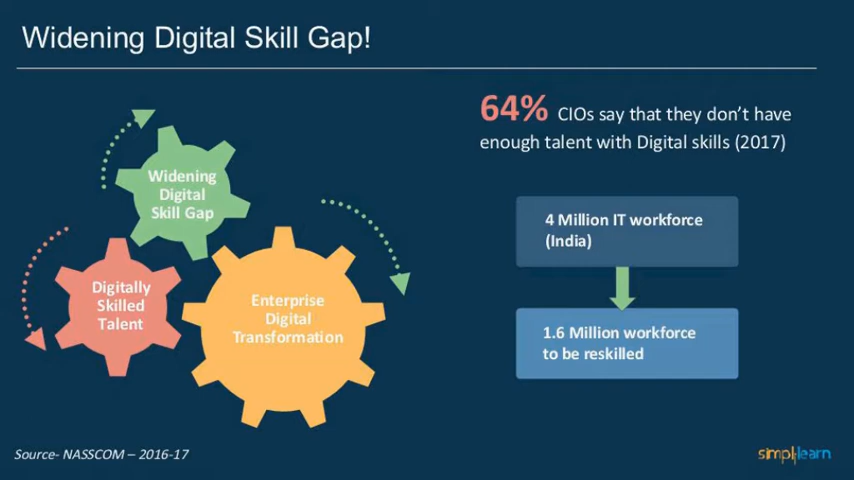 Widening Digital Skill Gap!
64% CIOs say that they don't have
enough talent with Digital skills (2017)
Widening
Digital
Skill Gap
Digitally
Skilled
Talent
Enterprise
Digital
Transformation
4 Million IT workforce
(India)
1.6 Million workforce
to be reskilled
Source- NASSCOM – 2016-17
simplilearn